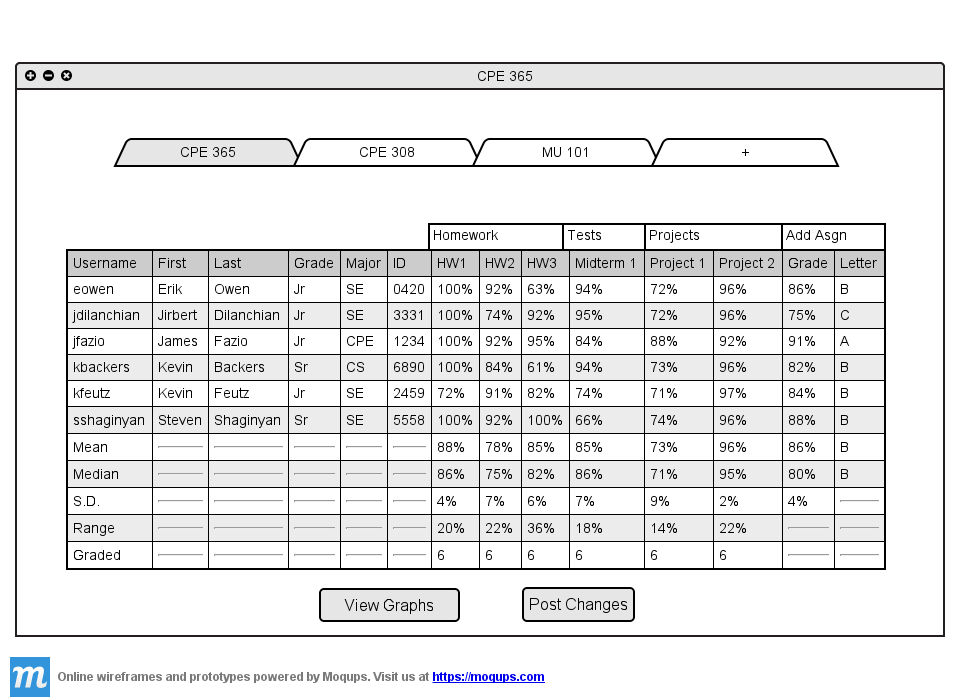 CPE 365
CPE 365 CPE 308 MU 101 +
Homework Tests Projects Add Asgn
Username First Last Grade Major ID HW1 HW2 HW3 Midterm 1 Project 1 Project 2 Grade Letter
eowen Erik Owen Jr SE 0420 100% 92% 63% 94% 72% 96% 86% B
jdilanchian Jirbert Dilanchian Jr SE 3331 100% 74% 92% 95% 72% 96% 75% C
jfazio James Fazio Jr CPE 1234 100% 92% 95% 84% 88% 92% 91% A
kbackers Kevin Backers Sr CS 6890 100% 84% 61% 94% 73% 96% 82% B
kfeutz Kevin Feutz Jr SE 2459 72% 91% 82% 74% 71% 97% 84% B
sshaginyan Steven Shaginyan Sr SE 5558 100% 92% 100% 66% 74% 96% 88% B
Mean 88% 78% 85% 85% 73% 96% 86% B
Median 86% 75% 82% 86% 71% 95% 80% B
S.D. 4% 7% 6% 7% 9% 2% 4%
Range 20% 22% 36% 18% 14% 22%
Graded 6 6 6 6 6 6
View Graphs Post Changes
m Online wireframes and prototypes powered by Moqups. Visit us at https://moqups.com